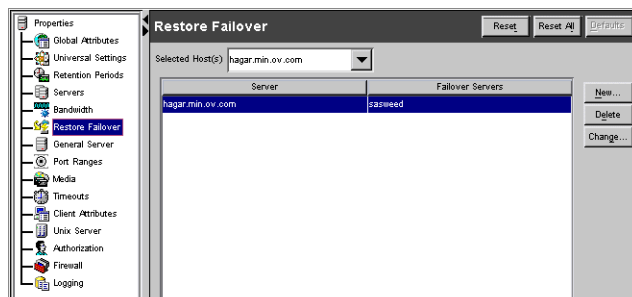 Properties
Global Attributes
Universal Settings
Retention Periods
Servers
Bandwidth
Restore Failover
General Server
Port Ranges
Media
Timeouts
Client Attributes
Unix Server
Authorization
Firewall
Logging
Restore Failover
Reset
Reset All
Defaults
Selected Host(s)
hagar.min.ov.com
Server
Failover Servers
hagar.min.ov.com
sasweed
New...
Delete
Change...